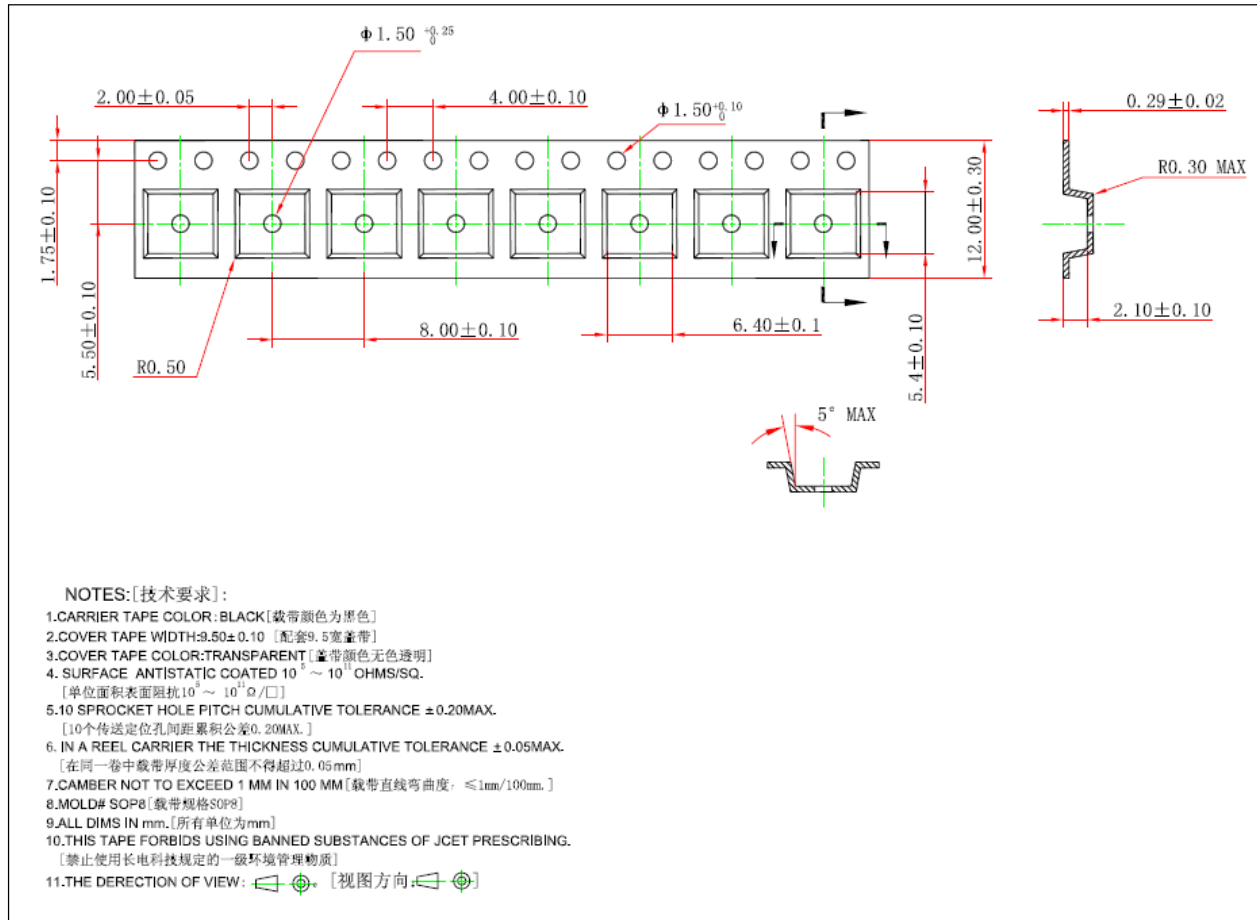 φ1.50 +0.25 0
2.00±0.05
4.00±0.10
φ1.50+0.10 0
0.29±0.02
R0.30 MAX
1.75±0.10
12.00±0.30
5.50±0.10
8.00±0.10
6.40±0.1
2.10±0.10
R0.50
5.4±0.10
5° MAX
NOTES:[技术要求]:
1.CARRIER TAPE COLOR:BLACK[载带颜色为黑色]
2.COVER TAPE WIDTH:9.50±0.10 [配套9.5宽盖带]
3.COVER TAPE COLOR:TRANSPARENT[盖带颜色无色透明]
4. SURFACE ANTISTATIC COATED 10⁵~10¹¹OHMS/SQ.
[单位面积表面阻抗10⁵~ 10¹¹Ω/□]
5.10 SPROCKET HOLE PITCH CUMULATIVE TOLERANCE ±0.20MAX.
[10个传送定位孔间距累积公差0.20MAX.]
6. IN A REEL CARRIER THE THICKNESS CUMULATIVE TOLERANCE ±0.05MAX.
[在同一卷中载带厚度公差范围不得超过0.05mm]
7.CAMBER NOT TO EXCEED 1 MM IN 100 MM[载带直线弯曲度: ≤1mm/100mm.]
8.MOLD# SOP8[载带规格SOP8]
9.ALL DIMS IN mm.[所有单位为mm]
10.THIS TAPE FORBIDS USING BANNED SUBSTANCES OF JCET PRESCRIBING.
[禁止使用长电科技规定的一级环境管理物质]
11.THE DERECTION OF VIEW: . [视图方向: ]